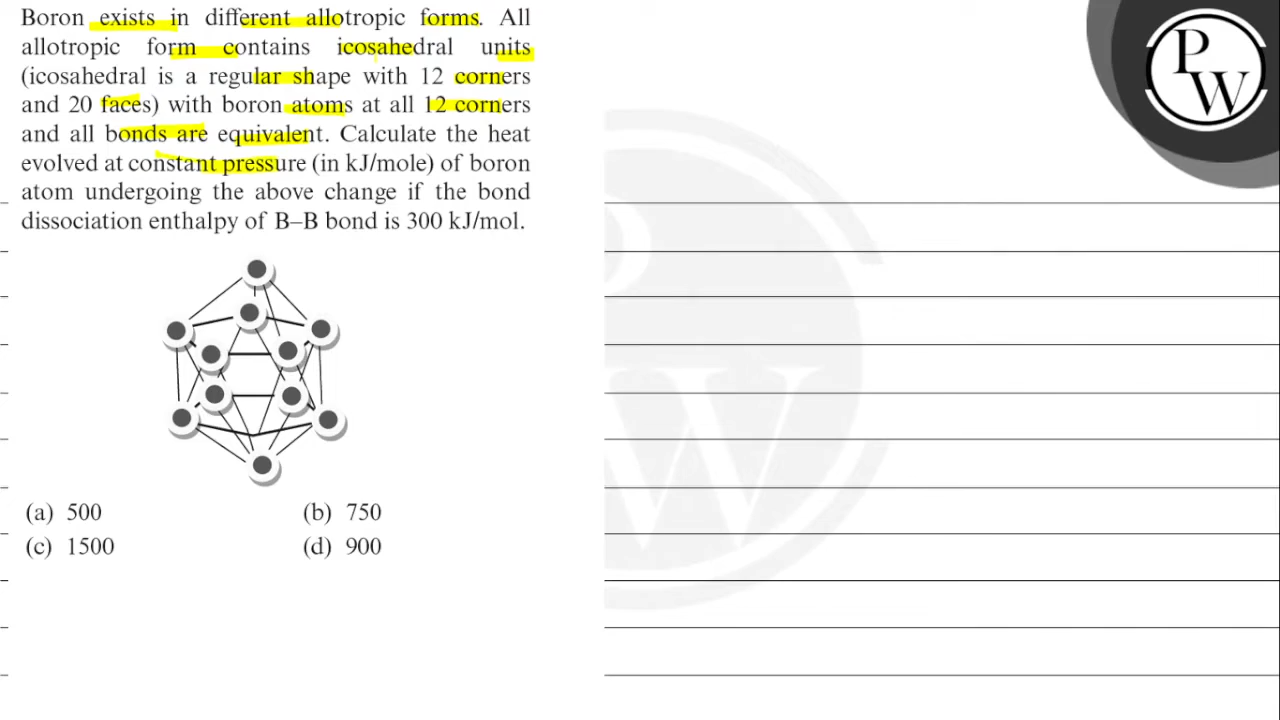 Boron exists in different allotropic forms. All
allotropic form contains icosahedral units
(icosahedral is a regular shape with 12 corners
and 20 faces) with boron atoms at all 12 corners
and all bonds are equivalent. Calculate the heat
evolved at constant pressure (in kJ/mole) of boron
atom undergoing the above change if the bond
dissociation enthalpy of B–B bond is 300 kJ/mol.
(a) 500 (b) 750
(c) 1500 (d) 900
P
W